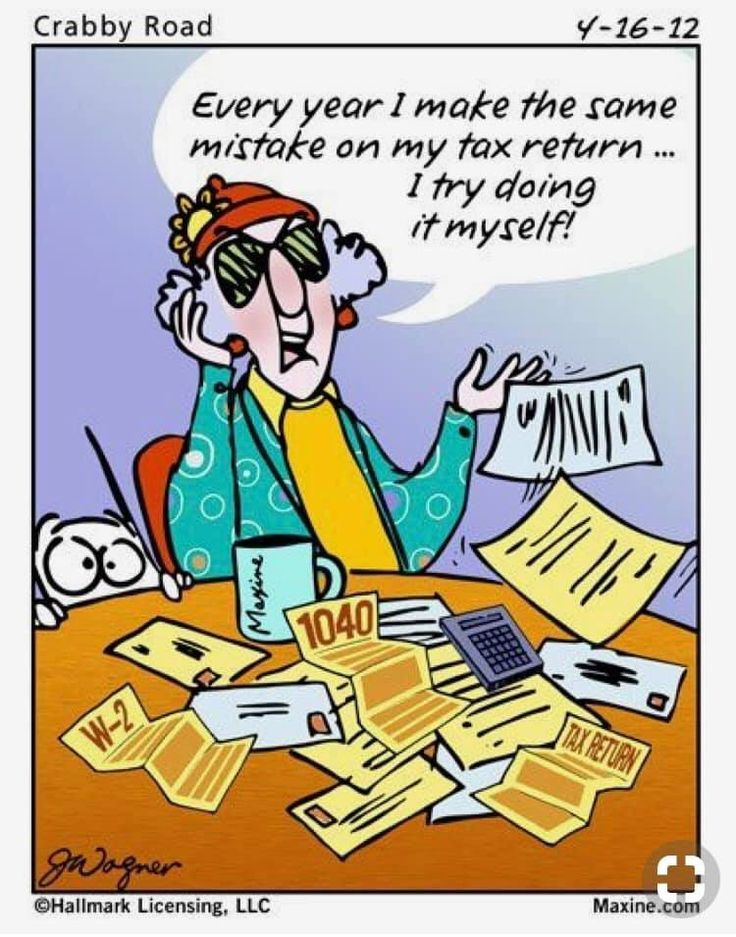 Crabby Road
4-16-12
Every year I make the same
mistake on my tax return ...
I try doing
it myself!
Maxine
1040
W-2
TAX RETURN
JWagner
©Hallmark Licensing, LLC
Maxine.com